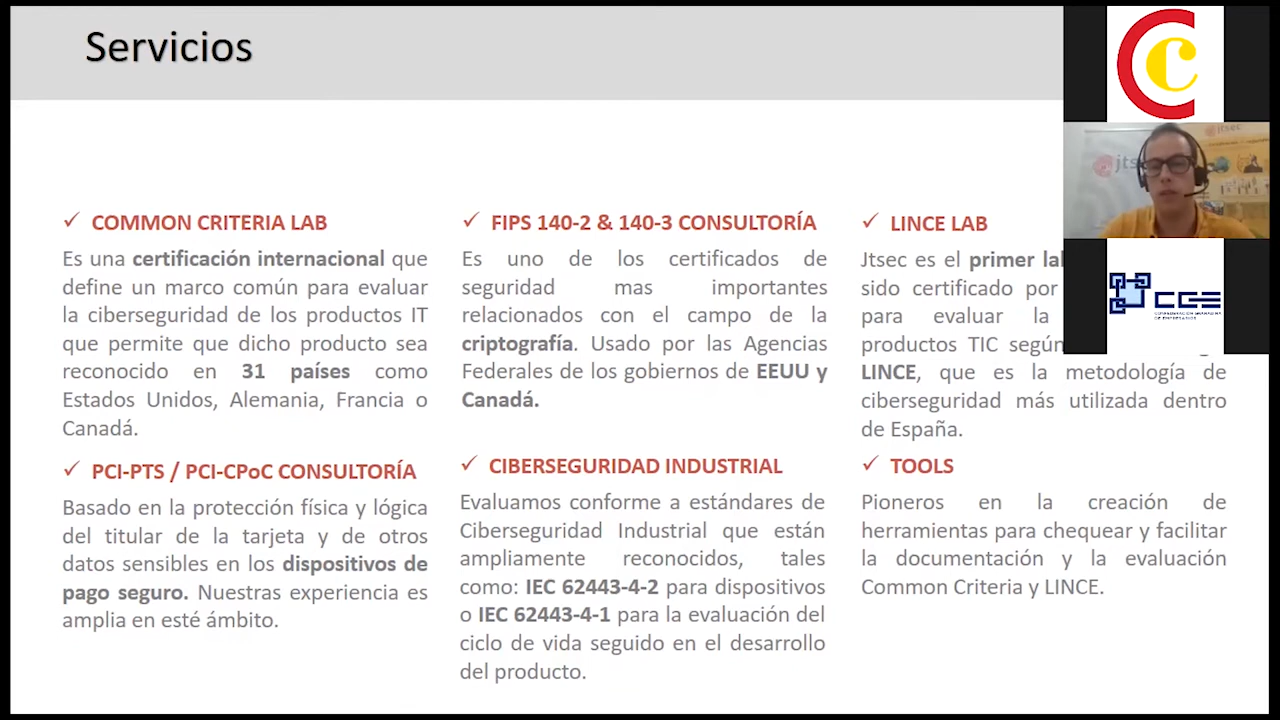 Servicios
✓ COMMON CRITERIA LAB
Es una certificación internacional que
define un marco común para evaluar
la ciberseguridad de los productos IT
que permite que dicho producto sea
reconocido en 31 países como
Estados Unidos, Alemania, Francia o
Canadá.
✓ FIPS 140-2 & 140-3 CONSULTORÍA
Es uno de los certificados de
seguridad mas importantes
relacionados con el campo de la
criptografía. Usado por las Agencias
Federales de los gobiernos de EEUU y
Canadá.
✓ LINCE LAB
Jtsec es el primer
sido certificado por
para evaluar la
productos TIC según
LINCE, que es la metodología de
ciberseguridad más utilizada dentro
de España.
✓ PCI-PTS / PCI-CPoC CONSULTORÍA
Basado en la protección física y lógica
del titular de la tarjeta y de otros
datos sensibles en los dispositivos de
pago seguro. Nuestras experiencia es
amplia en esté ámbito.
✓ CIBERSEGURIDAD INDUSTRIAL
Evaluamos conforme a estándares de
Ciberseguridad Industrial que están
ampliamente reconocidos, tales
como: IEC 62443-4-2 para dispositivos
o IEC 62443-4-1 para la evaluación del
ciclo de vida seguido en el desarrollo
del producto.
✓ TOOLS
Pioneros en la creación de
herramientas para chequear y facilitar
la documentación y la evaluación
Common Criteria y LINCE.
jtsec
CGE
CONFEDERACIÓN GRANADINA
DE EMPRESARIOS